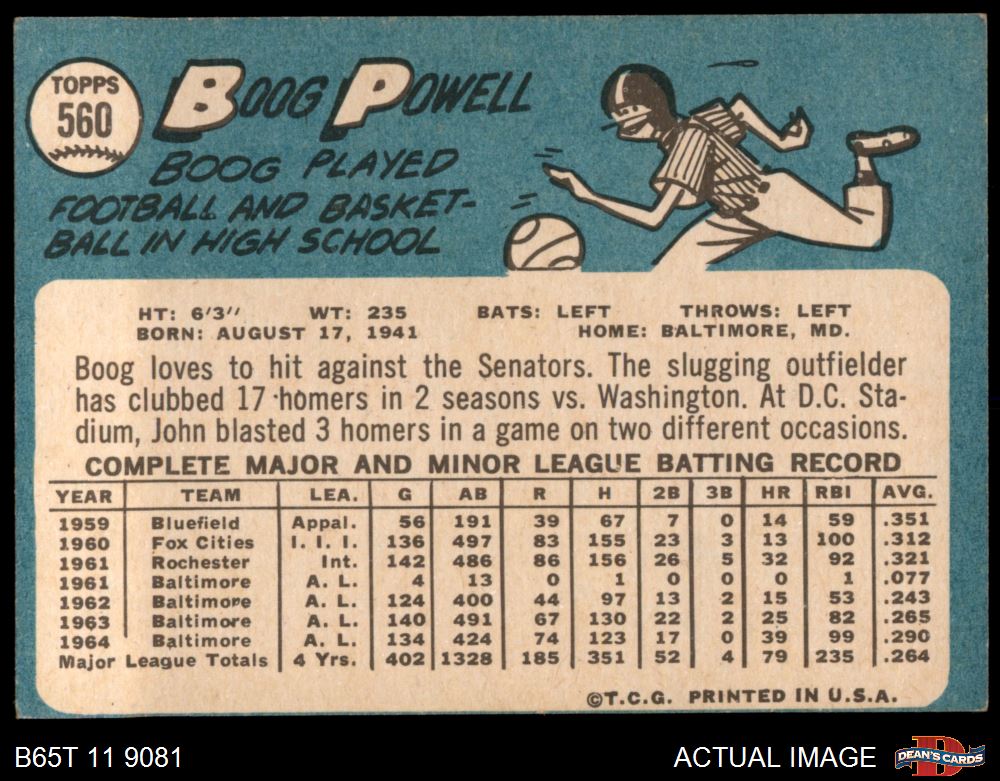 TOPPS
560
BOOG POWELL
BOOG PLAYED
FOOTBALL AND BASKET-
BALL IN HIGH SCHOOL
HT: 6'3" WT: 235 BATS: LEFT THROWS: LEFT
BORN: AUGUST 17, 1941 HOME: BALTIMORE, MD.
Boog loves to hit against the Senators. The slugging outfielder
has clubbed 17 homers in 2 seasons vs. Washington. At D.C. Sta-
dium, John blasted 3 homers in a game on two different occasions.
COMPLETE MAJOR AND MINOR LEAGUE BATTING RECORD
YEAR TEAM LEA. G AB R H 2B 3B HR RBI AVG.
1959 Bluefield Appal. 56 191 39 67 7 0 14 59 .351
1960 Fox Cities I. I. I. 136 497 83 155 23 3 13 100 .312
1961 Rochester Int. 142 486 86 156 26 5 32 92 .321
1961 Baltimore A. L. 4 13 0 1 0 0 0 1 .077
1962 Baltimore A. L. 124 400 44 97 13 2 15 53 .243
1963 Baltimore A. L. 140 491 67 130 22 2 25 82 .265
1964 Baltimore A. L. 134 424 74 123 17 0 39 99 .290
Major League Totals 4 Yrs. 402 1328 185 351 52 4 79 235 .264
©T.C.G. PRINTED IN U.S.A.
B65T 11 9081 ACTUAL IMAGE DEAN'S CARDS